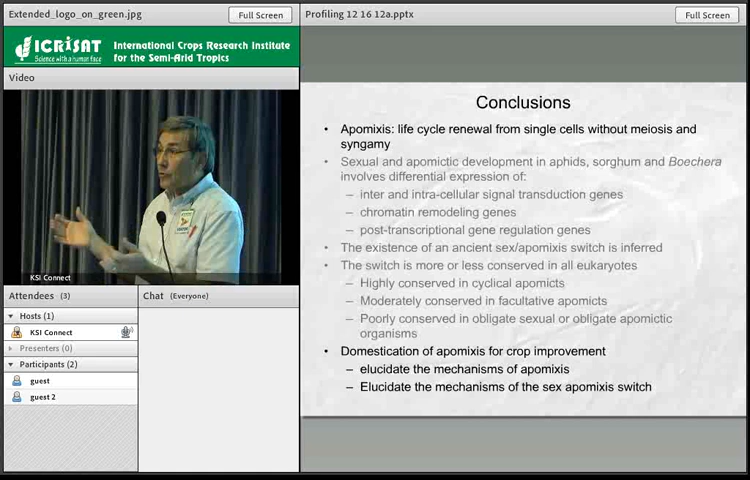 Extended_logo_on_green.jpg
Full Screen
Profiling 12 16 12a.pptx
Full Screen
ICRISAT
Science with a human face
International Crops Research Institute
for the Semi-Arid Tropics
Video
KSI Connect
Attendees (3)
Hosts (1)
KSI Connect
Presenters (0)
Participants (2)
guest
guest 2
Chat (Everyone)
Conclusions
• Apomixis: life cycle renewal from single cells without meiosis and
syngamy
• Sexual and apomictic development in aphids, sorghum and Boechera
involves differential expression of:
– inter and intra-cellular signal transduction genes
– chromatin remodeling genes
– post-transcriptional gene regulation genes
• The existence of an ancient sex/apomixis switch is inferred
• The switch is more or less conserved in all eukaryotes
– Highly conserved in cyclical apomicts
– Moderately conserved in facultative apomicts
– Poorly conserved in obligate sexual or obligate apomictic
organisms
• Domestication of apomixis for crop improvement
– elucidate the mechanisms of apomixis
– Elucidate the mechanisms of the sex apomixis switch